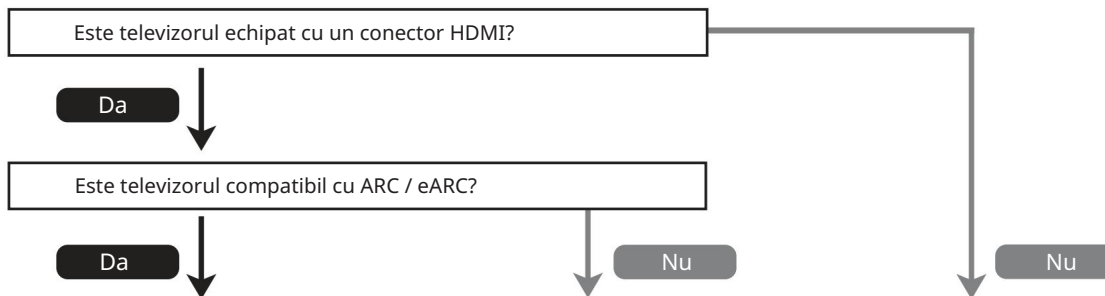 Este televizorul echipat cu un conector HDMI?
Da
Este televizorul compatibil cu ARC / eARC?
Da
Nu
Nu